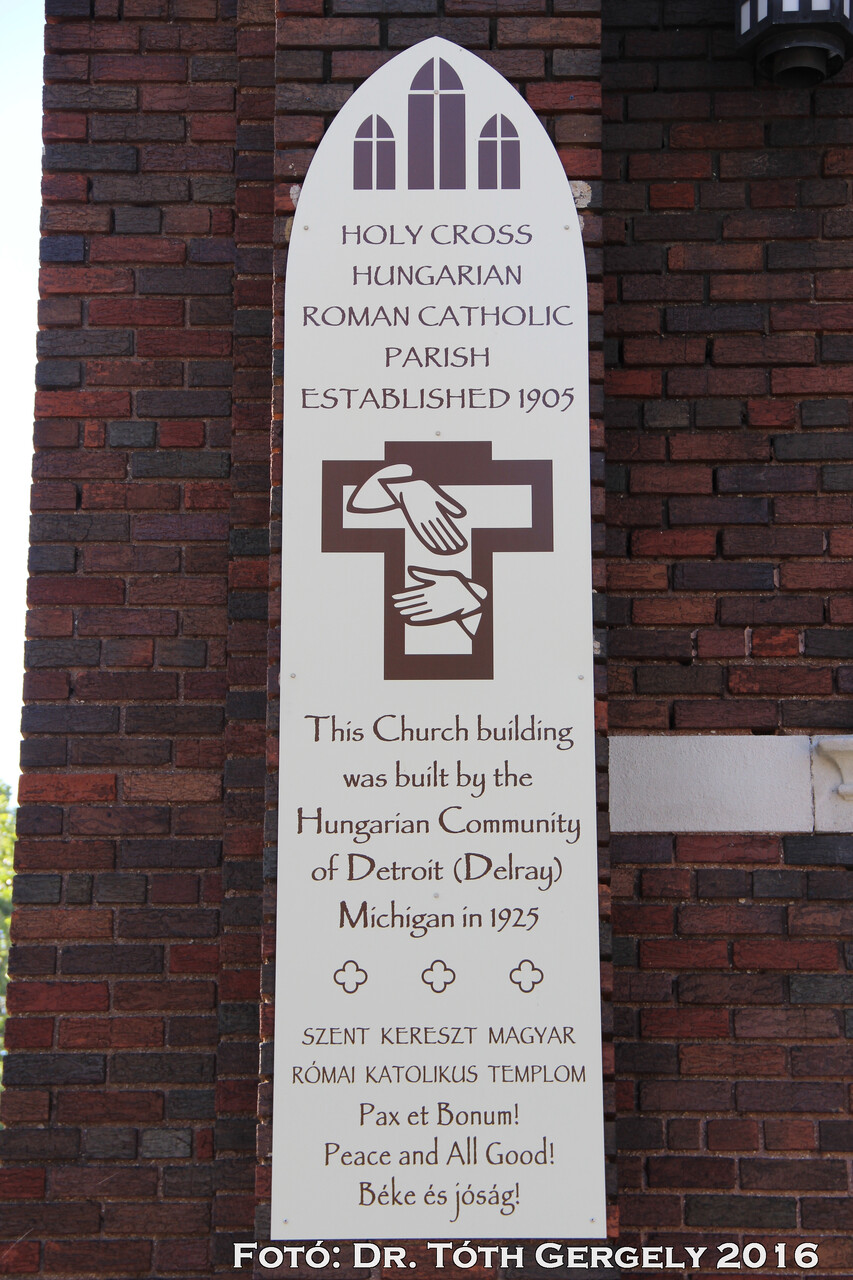 HOLY CROSS
HUNGARIAN
ROMAN CATHOLIC
PARISH
ESTABLISHED 1905
This Church building
was built by the
Hungarian Community
of Detroit (Delray)
Michigan in 1925
SZENT KERESZT MAGYAR
RÓMAI KATOLIKUS TEMPLOM
Pax et Bonum!
Peace and All Good!
Béke és jóság!
FOTÓ: DR. TÓTH GERGELY 2016